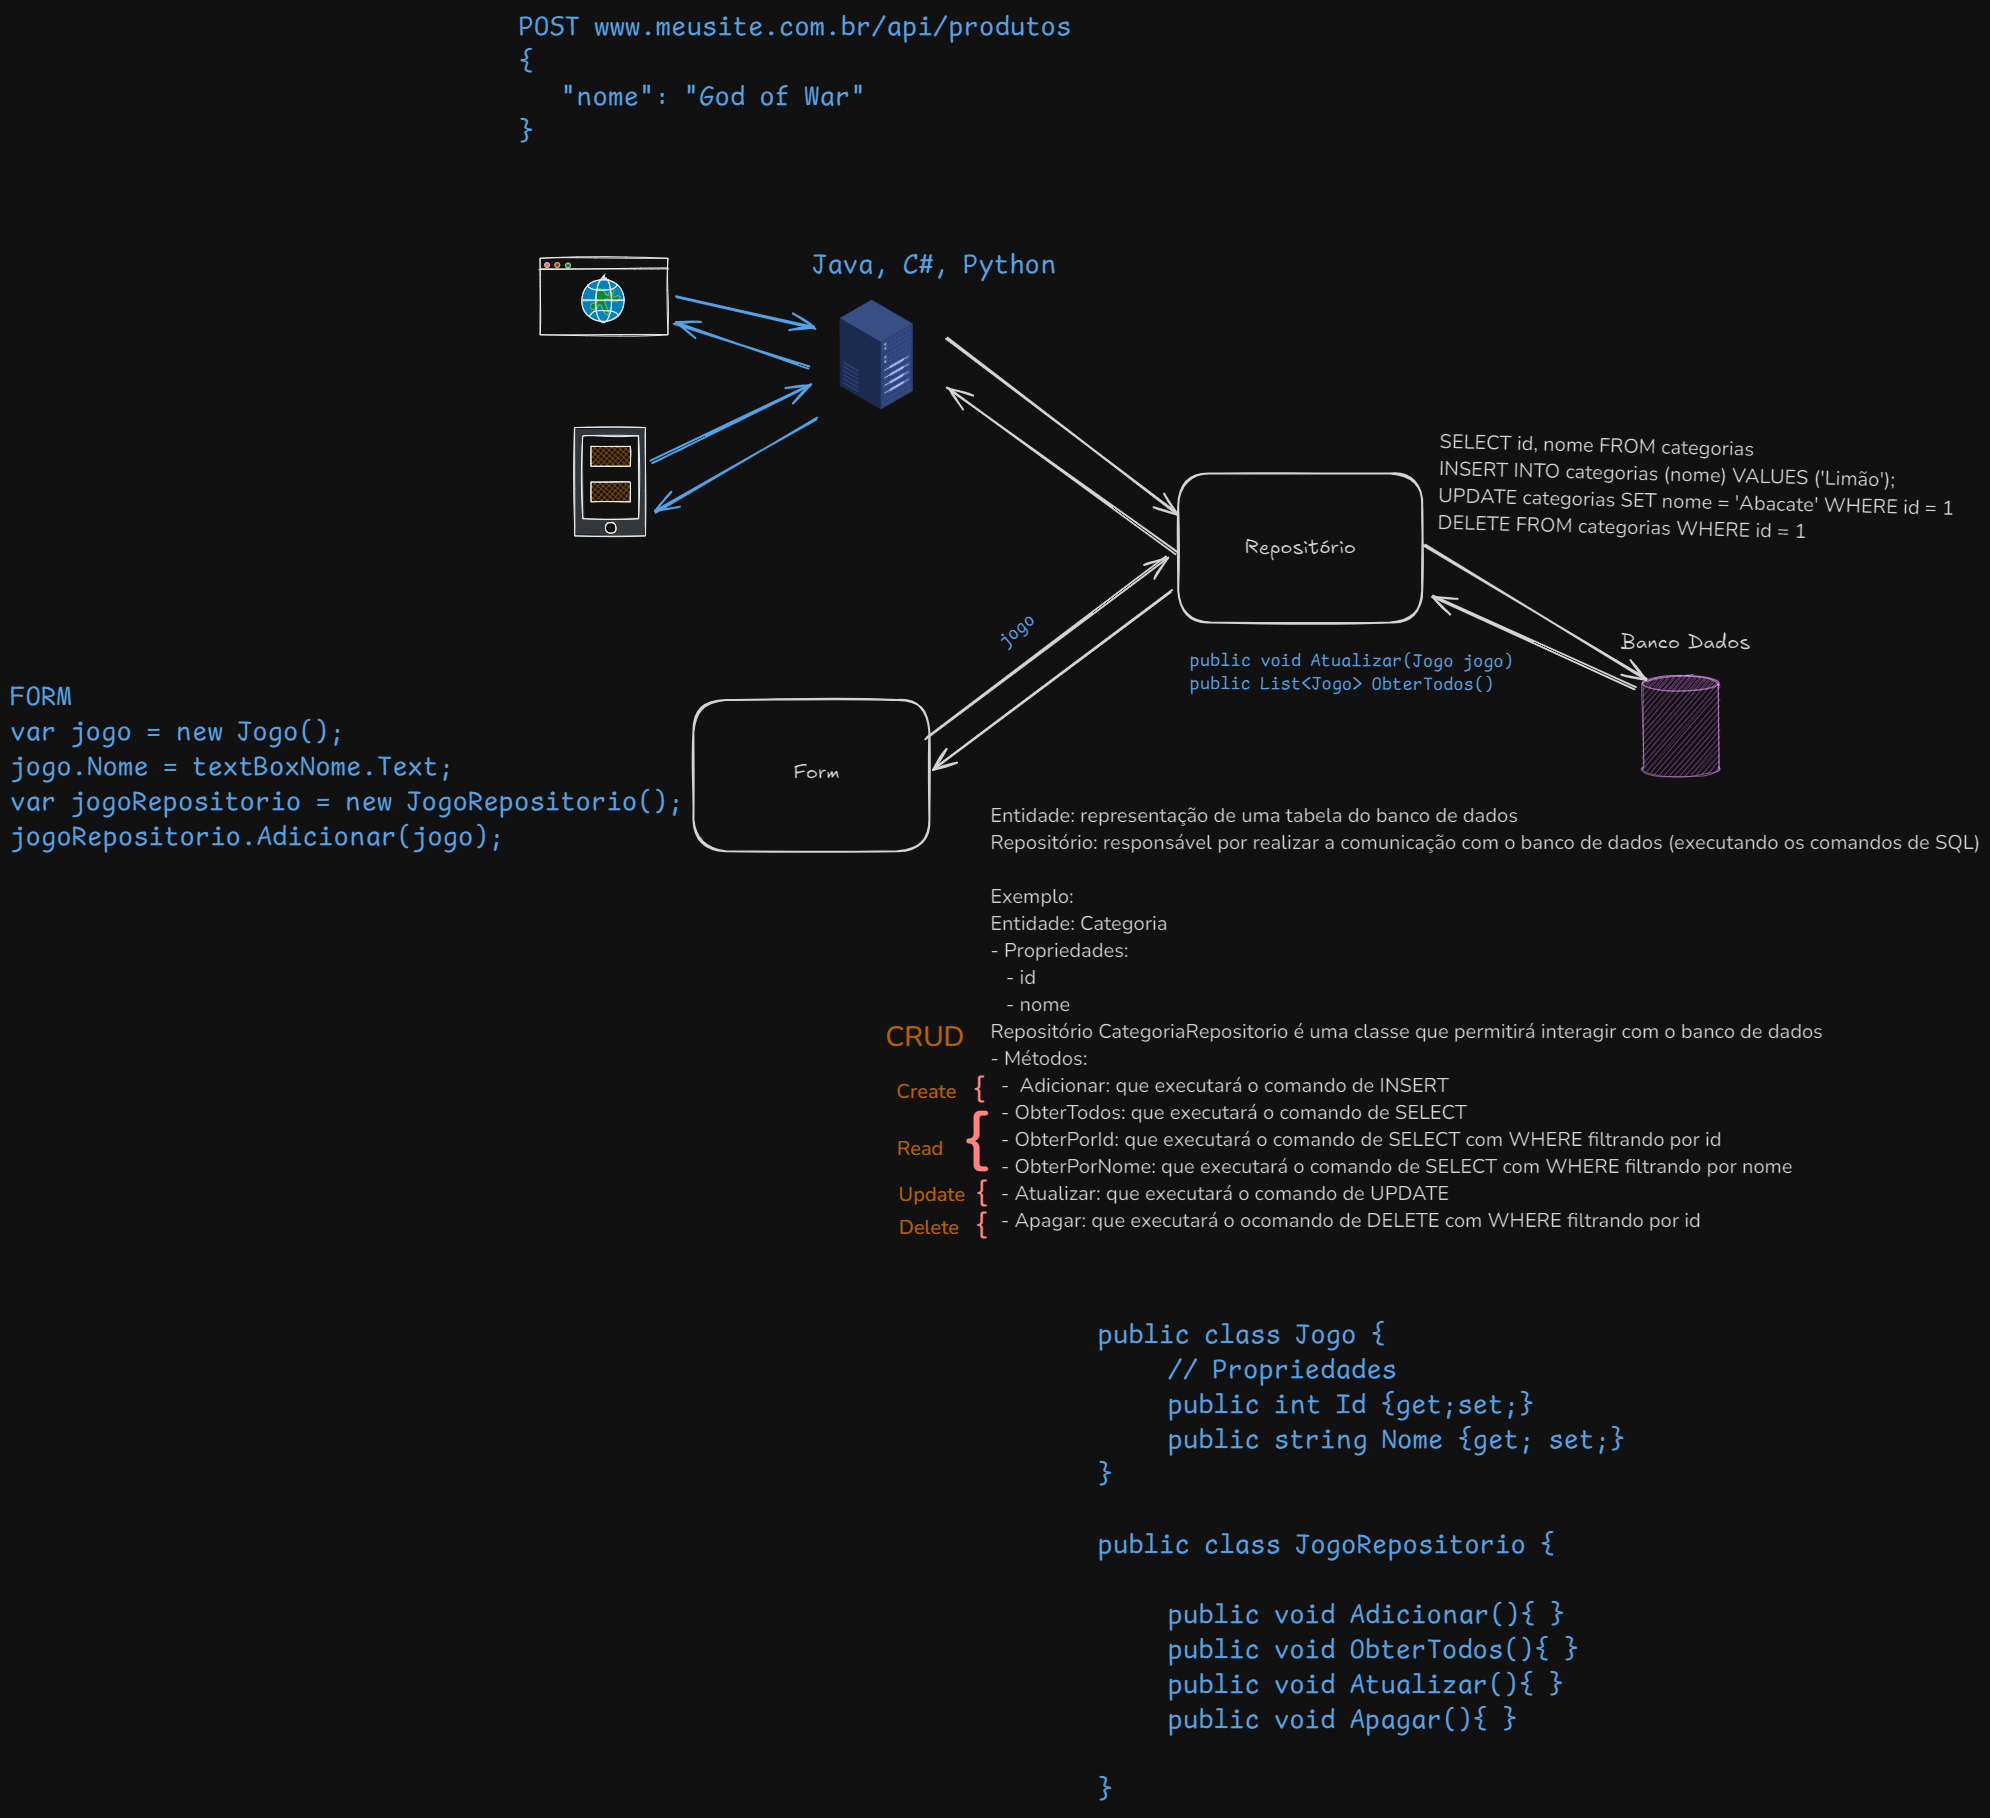 POST www.meusite.com.br/api/produtos
{
"nome": "God of War"
}
Java, C#, Python
SELECT id, nome FROM categorias
INSERT INTO categorias (nome) VALUES ('Limão');
UPDATE categorias SET nome = 'Abacate' WHERE id = 1
DELETE FROM categorias WHERE id = 1
Repositório
jogo
Banco Dados
public void Atualizar(Jogo jogo)
public List<Jogo> ObterTodos()
FORM
var jogo = new Jogo();
jogo.Nome = textBoxNome.Text;
var jogoRepositorio = new JogoRepositorio();
jogoRepositorio.Adicionar(jogo);
Form
Entidade: representação de uma tabela do banco de dados
Repositório: responsável por realizar a comunicação com o banco de dados (executando os comandos de SQL)
Exemplo:
Entidade: Categoria
- Propriedades:
- id
- nome
CRUD
Repositório CategoriaRepositorio é uma classe que permitirá interagir com o banco de dados
- Métodos:
Create { - Adicionar: que executará o comando de INSERT
- ObterTodos: que executará o comando de SELECT
Read { - ObterPorId: que executará o comando de SELECT com WHERE filtrando por id
- ObterPorNome: que executará o comando de SELECT com WHERE filtrando por nome
Update { - Atualizar: que executará o comando de UPDATE
Delete { - Apagar: que executará o ocomando de DELETE com WHERE filtrando por id
public class Jogo {
// Propriedades
public int Id {get;set;}
public string Nome {get; set;}
}
public class JogoRepositorio {
public void Adicionar(){ }
public void ObterTodos(){ }
public void Atualizar(){ }
public void Apagar(){ }
}